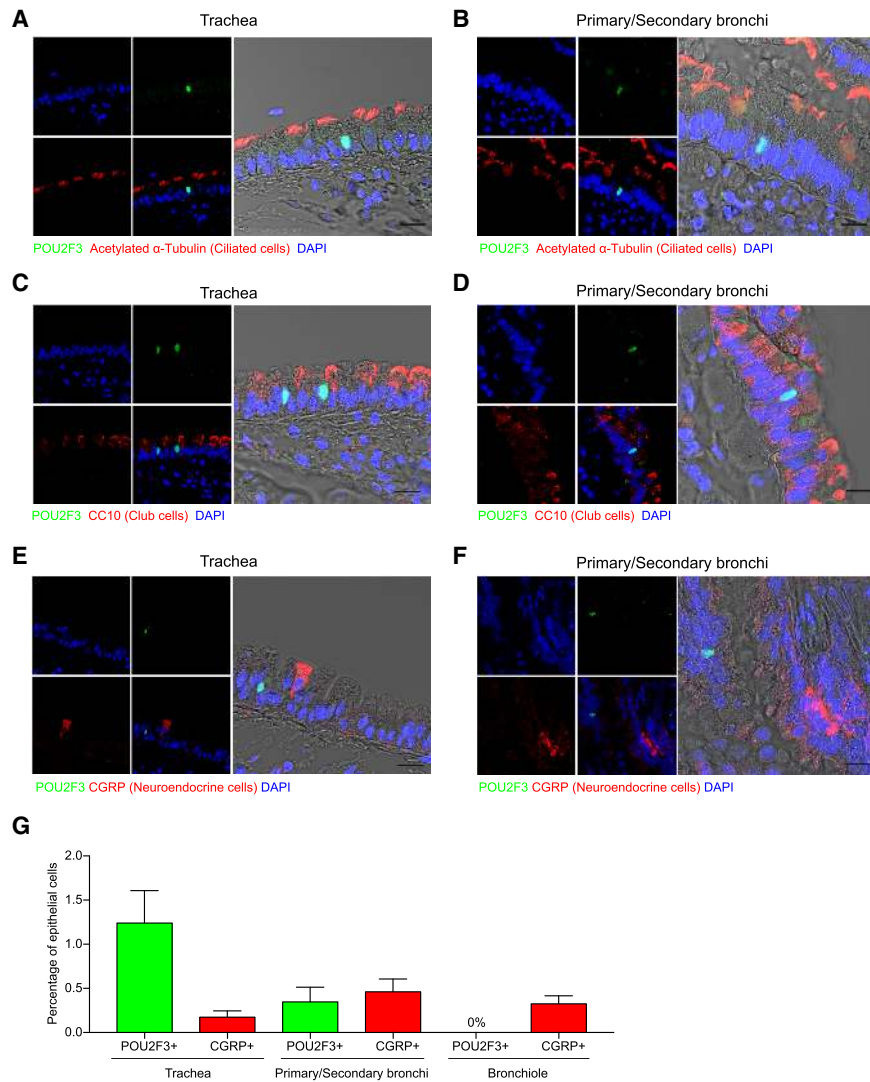 A
Trachea
POU2F3 Acetylated α-Tubulin (Ciliated cells) DAPI
B
Primary/Secondary bronchi
POU2F3 Acetylated α-Tubulin (Ciliated cells) DAPI
C
Trachea
POU2F3 CC10 (Club cells) DAPI
D
Primary/Secondary bronchi
POU2F3 CC10 (Club cells) DAPI
E
Trachea
POU2F3 CGRP (Neuroendocrine cells) DAPI
F
Primary/Secondary bronchi
POU2F3 CGRP (Neuroendocrine cells) DAPI
G
Percentage of epithelial cells
2.0
1.5
1.0
0.5
0.0
0%
POU2F3+ CGRP+ POU2F3+ CGRP+ POU2F3+ CGRP+
Trachea Primary/Secondary bronchi Bronchiole